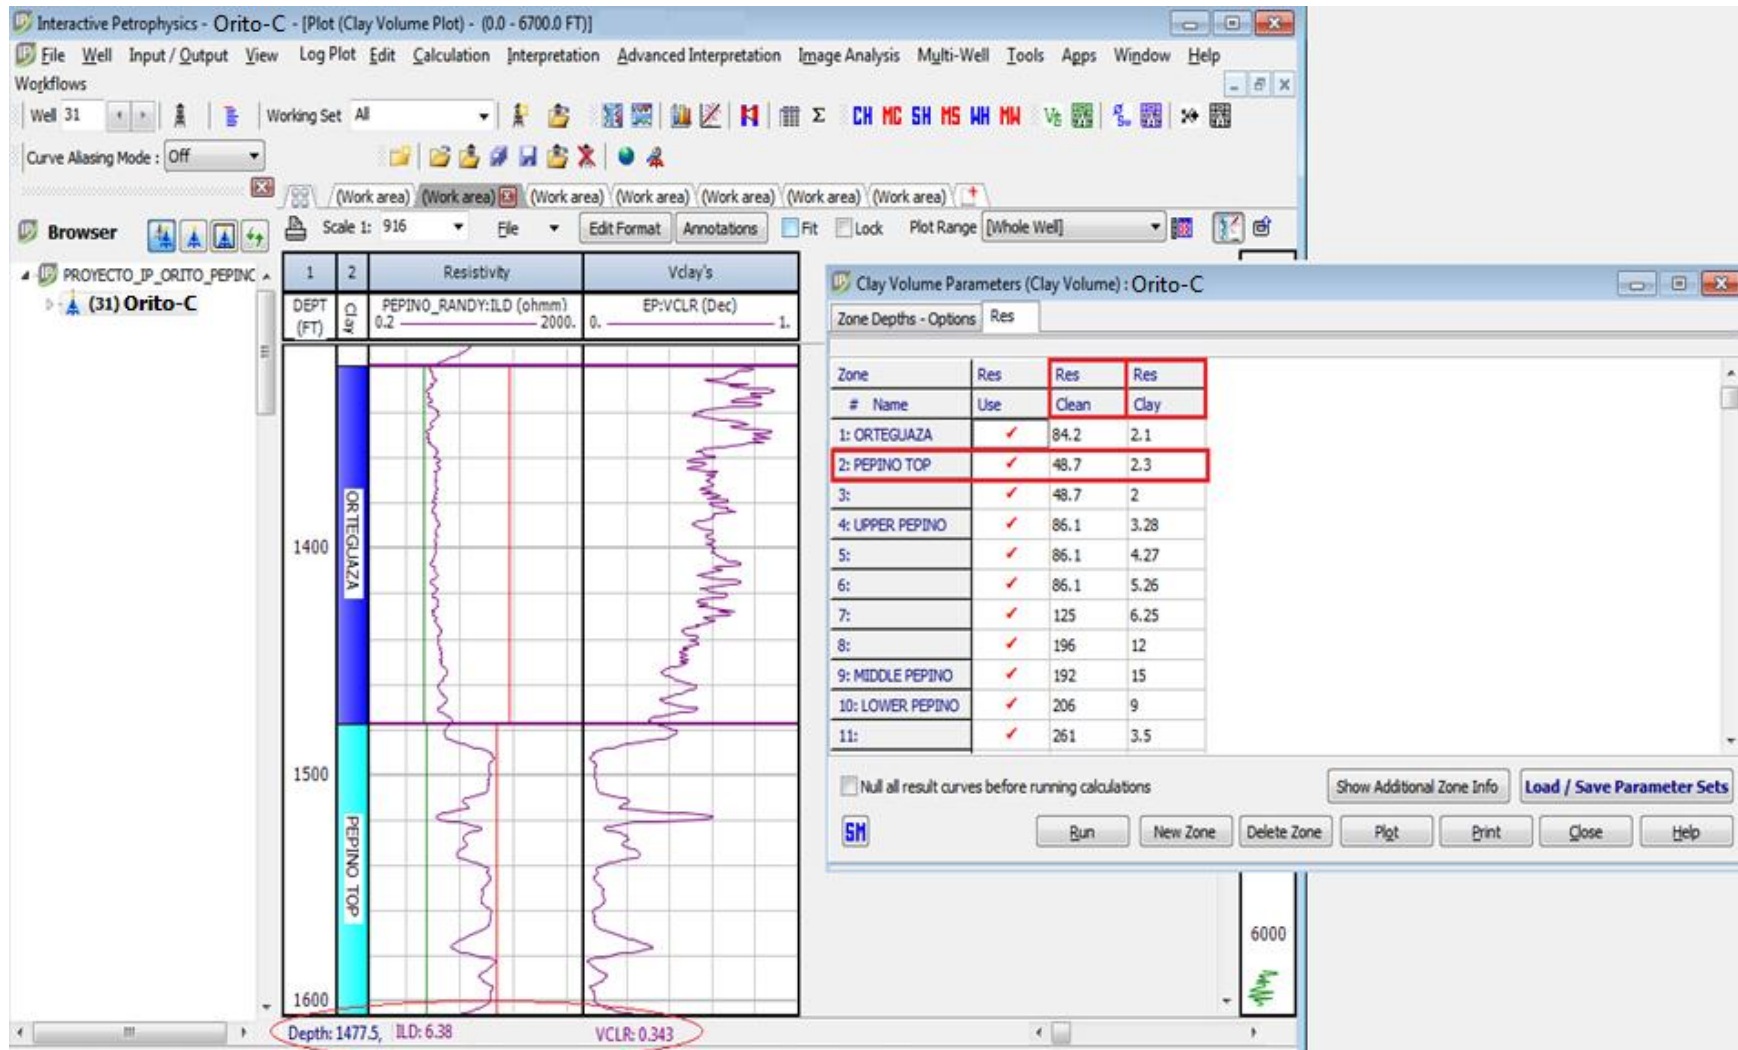 Interactive Petrophysics - Orito-C - [Plot (Clay Volume Plot) - (0.0 - 6700.0 FT)]
File Well Input / Output View Log Plot Edit Calculation Interpretation Advanced Interpretation Image Analysis Multi-Well Tools Apps Window Help
Workflows
Well 31 Working Set All Σ CH MC SH MS WH MW
Curve Aliasing Mode : Off
(Work area) (Work area) (Work area) (Work area) (Work area) (Work area) (Work area)
Browser Scale 1: 916 File Edit Format Annotations Fit Lock Plot Range [Whole Well]
PROYECTO_IP_ORITO_PEPINC
(31) Orito-C
1 2 Resistivity Vclay's
DEPT (FT) Clay PEPINO_RANDY:ILD (ohmm) EP:VCLR (Dec)
0.2 2000. 0. 1.
ORTEGUAZA
1400
1500
PEPINO TOP
1600
Depth: 1477.5, ILD: 6.38 VCLR: 0.343
Clay Volume Parameters (Clay Volume) : Orito-C
Zone Depths - Options Res
Zone Res Res Res
# Name Use Clean Clay
1: ORTEGUAZA ✓ 84.2 2.1
2: PEPINO TOP ✓ 48.7 2.3
3: ✓ 48.7 2
4: UPPER PEPINO ✓ 86.1 3.28
5: ✓ 86.1 4.27
6: ✓ 86.1 5.26
7: ✓ 125 6.25
8: ✓ 196 12
9: MIDDLE PEPINO ✓ 192 15
10: LOWER PEPINO ✓ 206 9
11: ✓ 261 3.5
Null all result curves before running calculations Show Additional Zone Info Load / Save Parameter Sets
SM Run New Zone Delete Zone Plot Print Close Help
6000